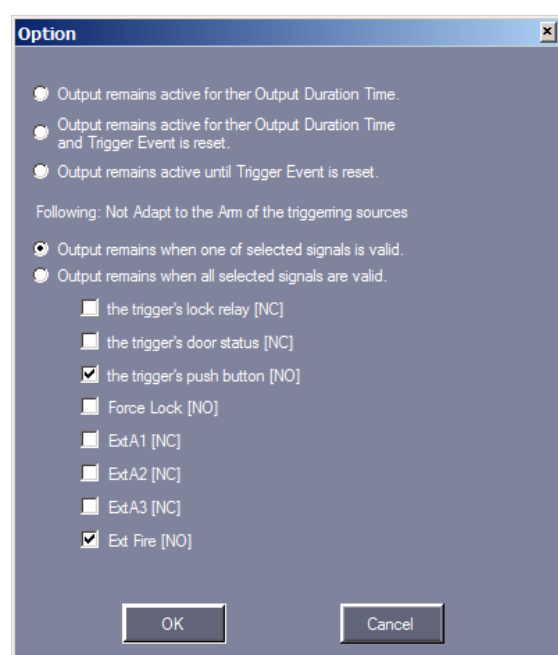 Option
Output remains active for ther Output Duration Time.
Output remains active for ther Output Duration Time
and Trigger Event is reset.
Output remains active until Trigger Event is reset.
Following: Not Adapt to the Arm of the triggerring sources
Output remains when one of selected signals is valid.
Output remains when all selected signals are valid.
the trigger's lock relay [NC]
the trigger's door status [NC]
the trigger's push button [NO]
Force Lock [NO]
ExtA1 [NC]
ExtA2 [NC]
ExtA3 [NC]
Ext Fire [NO]
OK
Cancel